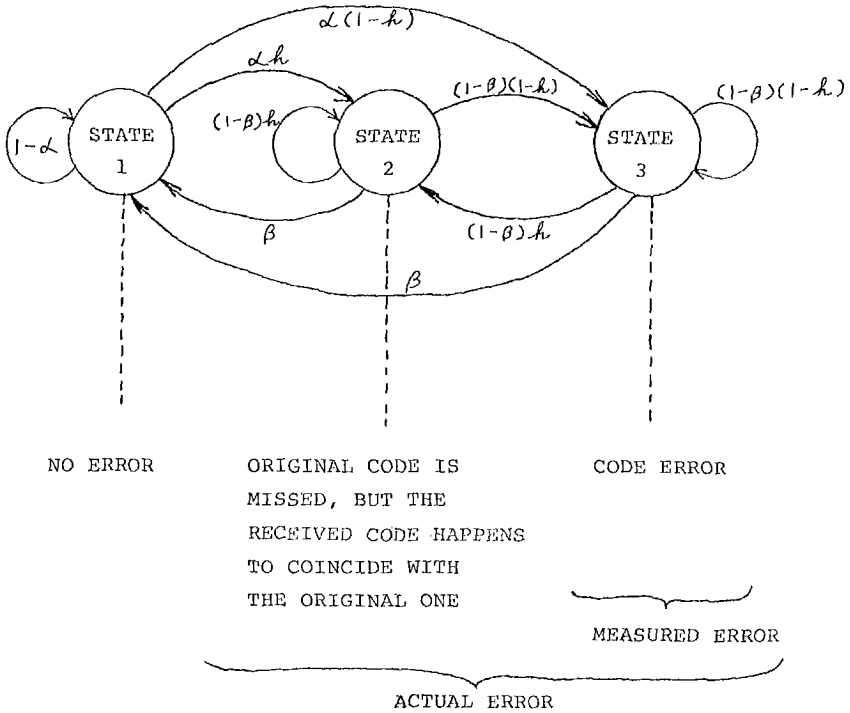 α(1-h)
αh
(1-β)(1-h)
(1-β)(1-h)
(1-β)h
1-α
STATE
1
STATE
2
STATE
3
β
(1-β)h
β
NO ERROR
ORIGINAL CODE IS
MISSED, BUT THE
RECEIVED CODE HAPPENS
TO COINCIDE WITH
THE ORIGINAL ONE
CODE ERROR
MEASURED ERROR
ACTUAL ERROR